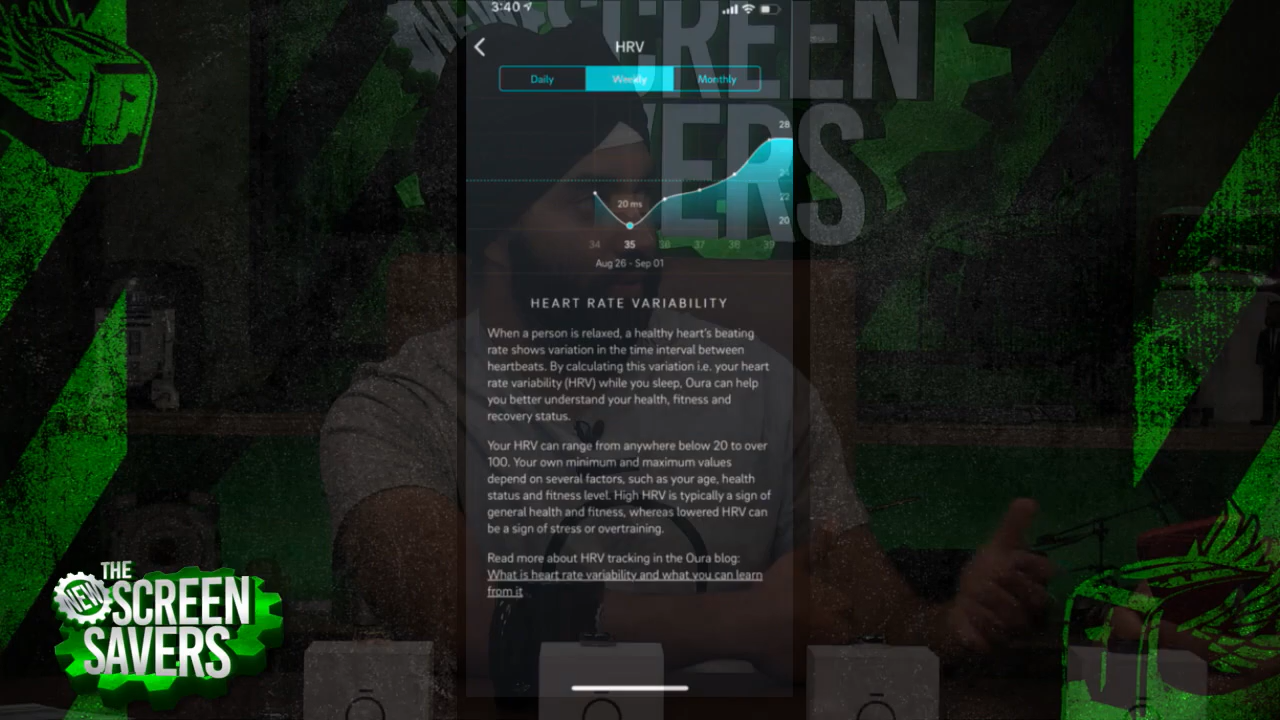 3:40
HRV
Daily
Weekly
Monthly
28
24
22
20
20 ms
34
35
36
37
38
39
Aug 26 - Sep 01
HEART RATE VARIABILITY
When a person is relaxed, a healthy heart's beating
rate shows variation in the time interval between
heartbeats. By calculating this variation i.e. your heart
rate variability (HRV) while you sleep, Oura can help
you better understand your health, fitness and
recovery status.
Your HRV can range from anywhere below 20 to over
100. Your own minimum and maximum values
depend on several factors, such as your age, health
status and fitness level. High HRV is typically a sign of
general health and fitness, whereas lowered HRV can
be a sign of stress or overtraining.
Read more about HRV tracking in the Oura blog:
What is heart rate variability and what you can learn
from it
THE
NEW
SCREEN
SAVERS
NEW
CREEN
ERS